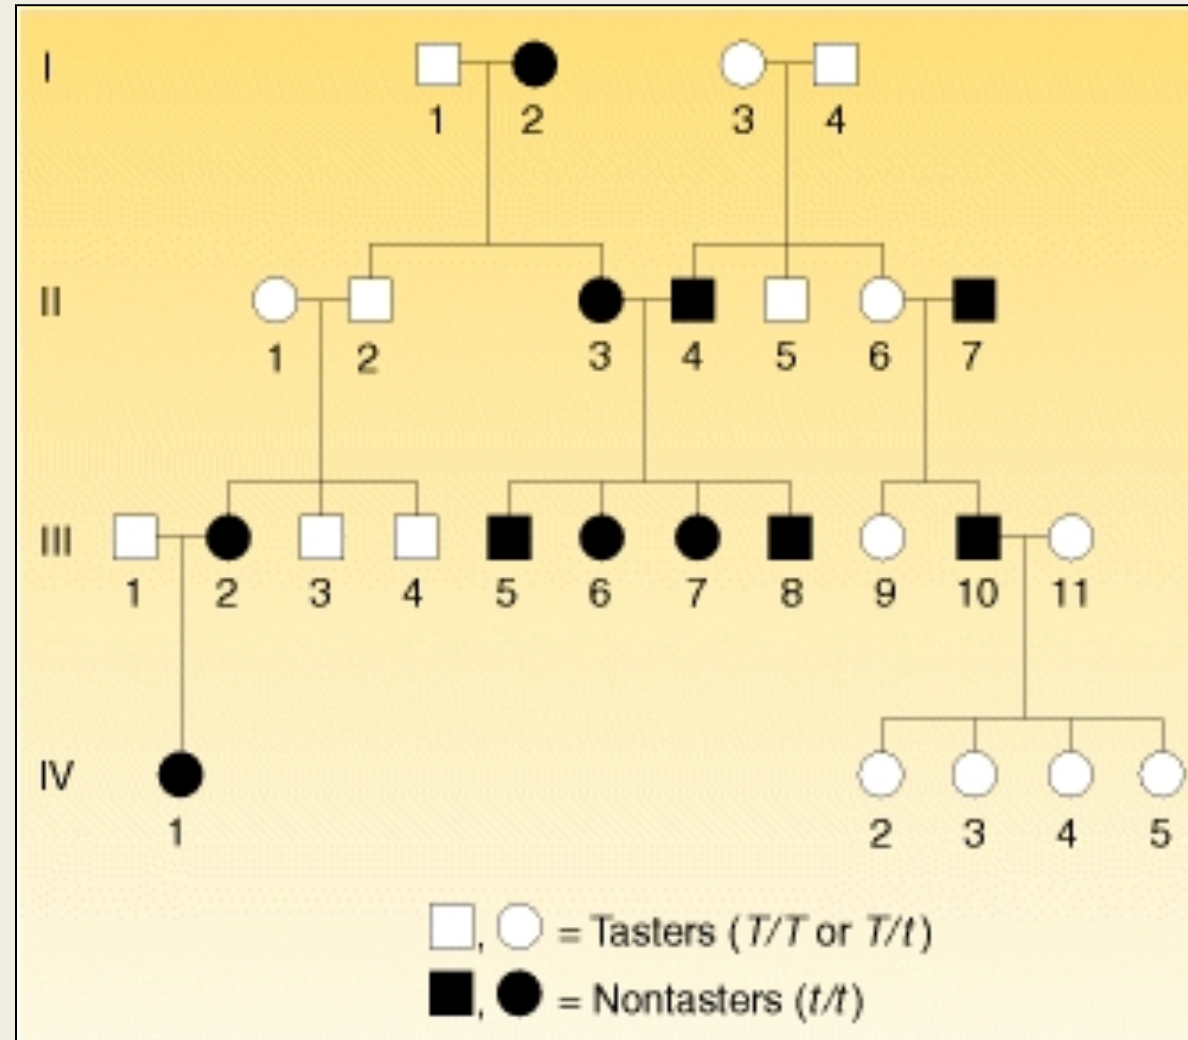 I
1 2 3 4
II
1 2 3 4 5 6 7
III
1 2 3 4 5 6 7 8 9 10 11
IV
1 2 3 4 5
, = Tasters (T/T or T/t)
, = Nontasters (t/t)